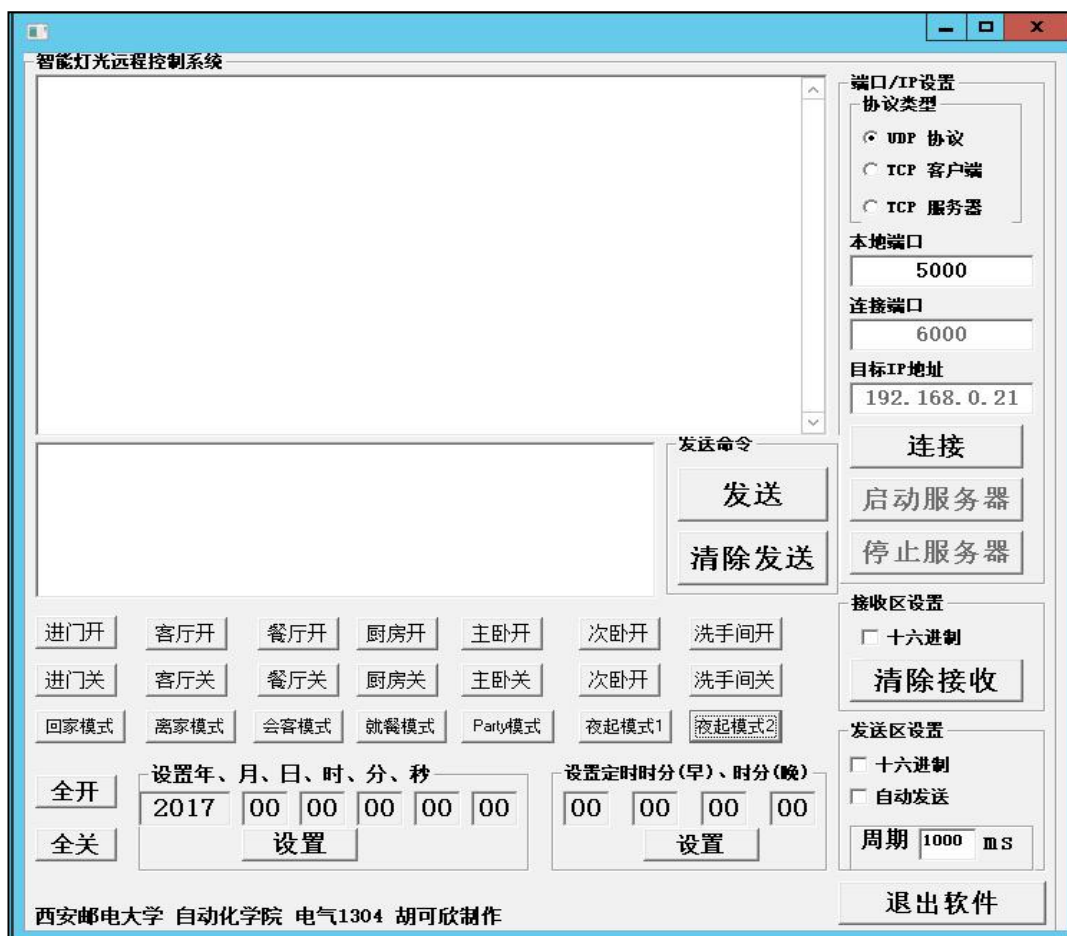 智能灯光远程控制系统
端口/IP设置
协议类型
UDP 协议
TCP 客户端
TCP 服务器
本地端口
5000
连接端口
6000
目标IP地址
192.168.0.21
连接
启动服务器
停止服务器
发送命令
发送
清除发送
接收区设置
十六进制
清除接收
进门开 客厅开 餐厅开 厨房开 主卧开 次卧开 洗手间开
进门关 客厅关 餐厅关 厨房关 主卧关 次卧开 洗手间关
回家模式 离家模式 会客模式 就餐模式 Party模式 夜起模式1 夜起模式2
发送区设置
十六进制
自动发送
周期 1000 ms
全开
全关
设置年、月、日、时、分、秒
2017 00 00 00 00 00
设置
设置定时时分(早)、时分(晚)
00 00 00 00
设置
退出软件
西安邮电大学 自动化学院 电气1304 胡可欣制作